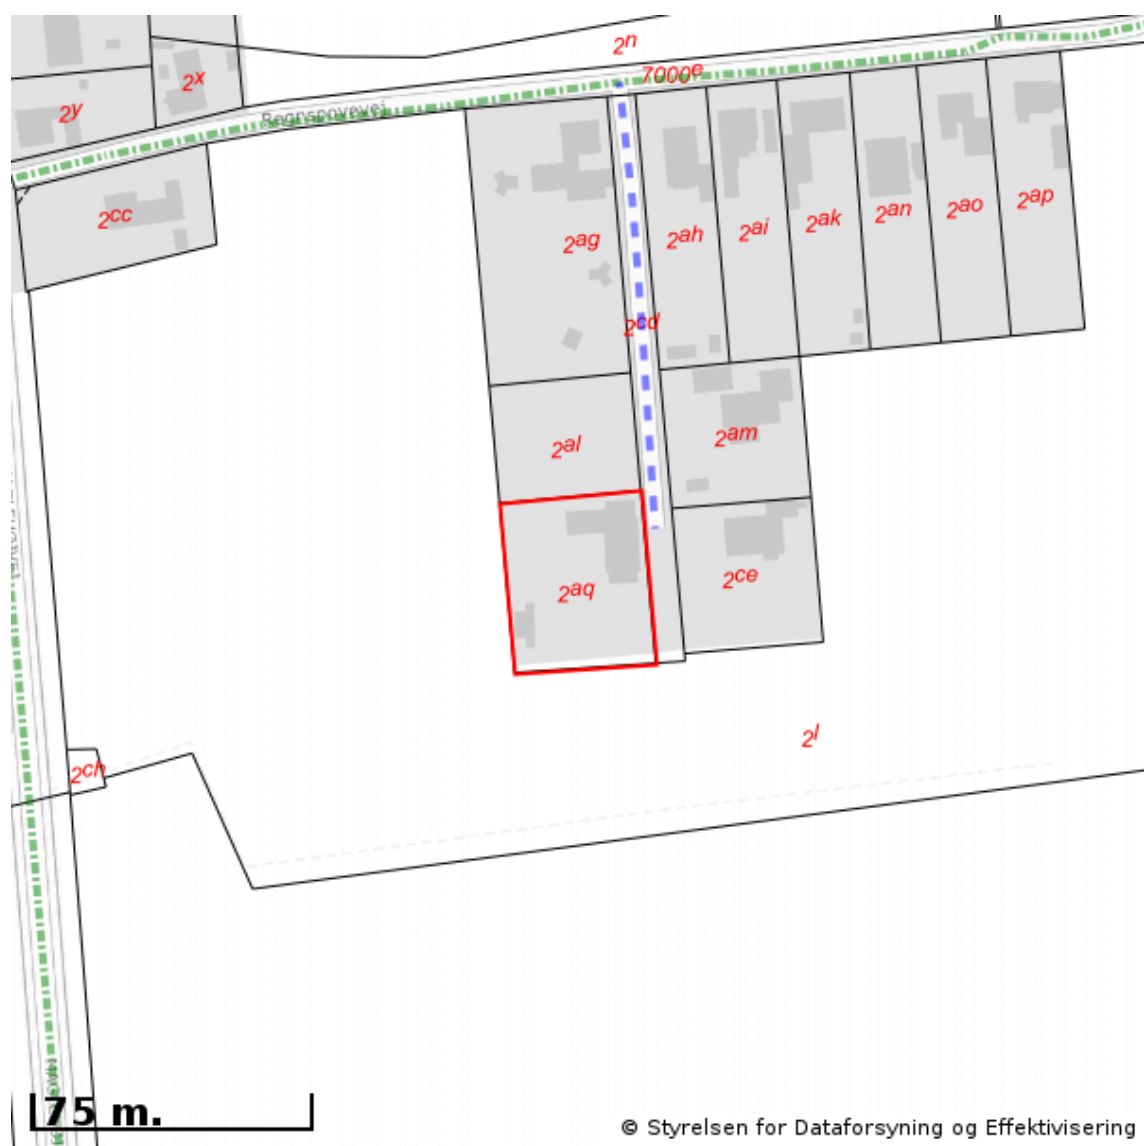 2n
7000e
2x
2y
2cc
2ag
2ah
2ai
2ak
2an
2ao
2ap
2cd
2al
2am
2aq
2ce
2l
2ch
75 m.
© Styrelsen for Dataforsyning og Effektivisering